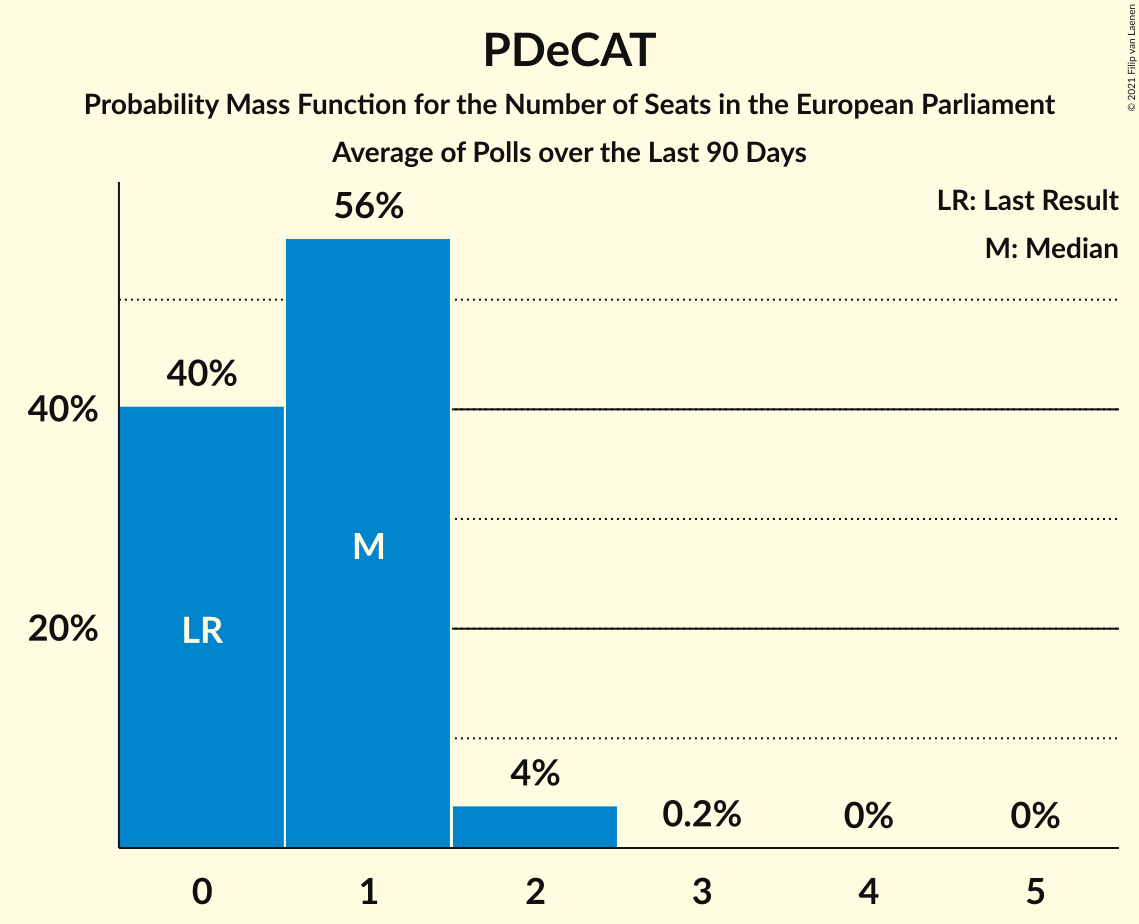 PDeCAT
Probability Mass Function for the Number of Seats in the European Parliament
Average of Polls over the Last 90 Days
© 2021 Filip van Laenen
LR: Last Result
M: Median
56%
40%
40%
M
LR
20%
4%
0.2%
0%
0%
0
1
2
3
4
5